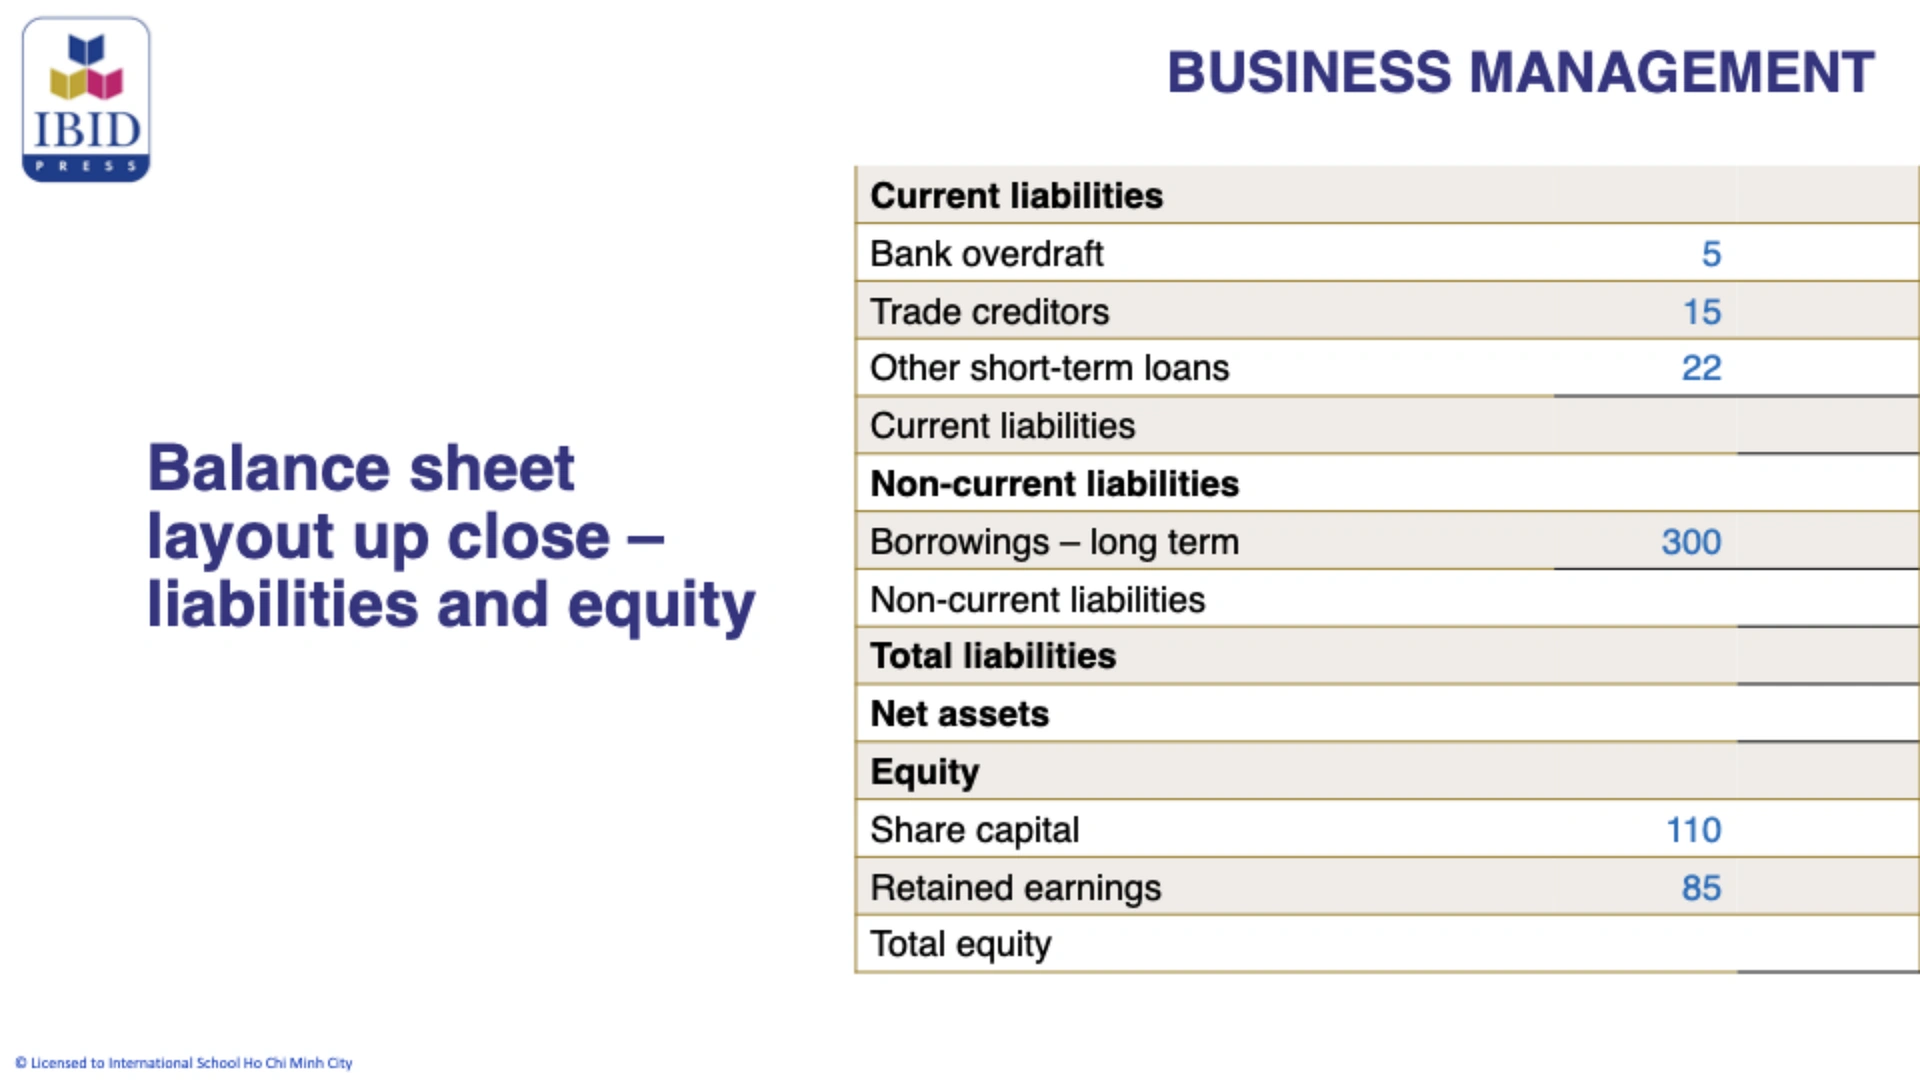 IBID
PRESS
BUSINESS MANAGEMENT
Balance sheet
layout up close –
liabilities and equity
Current liabilities
Bank overdraft 5
Trade creditors 15
Other short-term loans 22
Current liabilities
Non-current liabilities
Borrowings – long term 300
Non-current liabilities
Total liabilities
Net assets
Equity
Share capital 110
Retained earnings 85
Total equity
© Licensed to International School Ho Chi Minh City